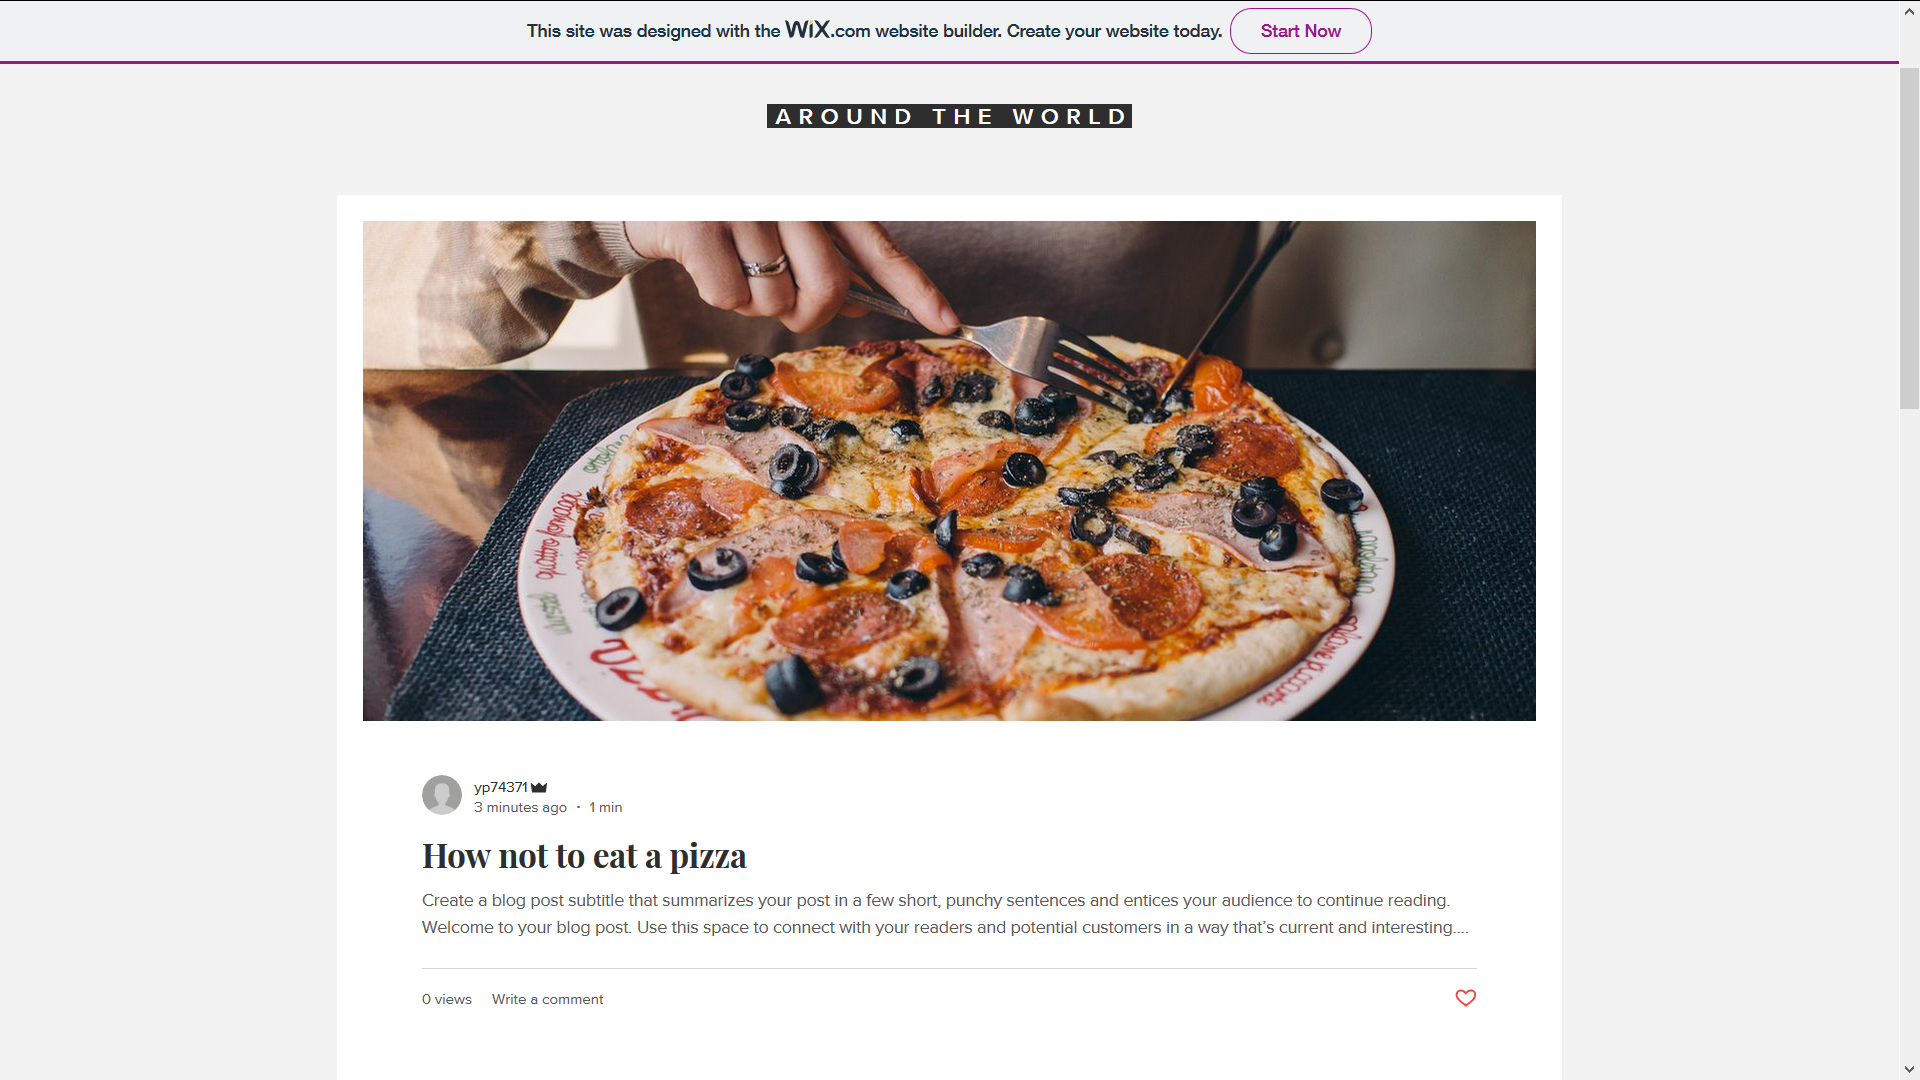 This site was designed with the WiX.com website builder. Create your website today. Start Now
AROUND THE WORLD
quattro formaggi
yp74371
3 minutes ago · 1 min
How not to eat a pizza
Create a blog post subtitle that summarizes your post in a few short, punchy sentences and entices your audience to continue reading.
Welcome to your blog post. Use this space to connect with your readers and potential customers in a way that’s current and interesting....
0 views Write a comment